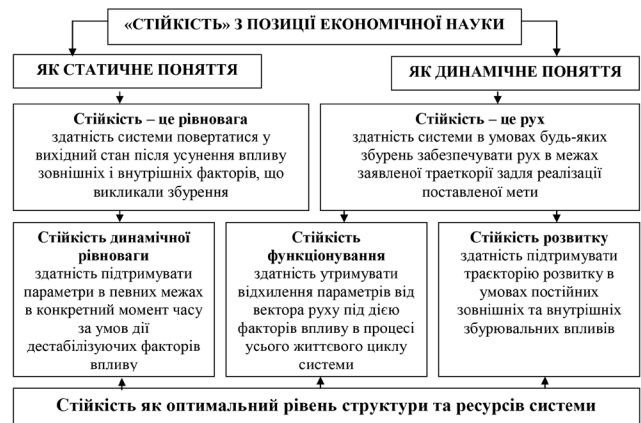 «СТІЙКІСТЬ» З ПОЗИЦІЇ ЕКОНОМІЧНОЇ НАУКИ
ЯК СТАТИЧНЕ ПОНЯТТЯ
ЯК ДИНАМІЧНЕ ПОНЯТТЯ
Стійкість – це рівновага
здатність системи повертатися у
вихідний стан після усунення впливу
зовнішніх і внутрішніх факторів, що
викликали збурення
Стійкість – це рух
здатність системи в умовах будь-яких
збурень забезпечувати рух в межах
заявленої траєткорії задля реалізації
поставленої мети
Стійкість динамічної
рівноваги
здатність підтримувати
параметри в певних межах
в конкретний момент часу
за умов дії
дестабілізуючих факторів
впливу
Стійкість
функціонування
здатність утримувати
відхилення параметрів від
вектора руху під дією
факторів впливу в процесі
усього життєвого циклу
системи
Стійкість розвитку
здатність підтримувати
траєкторію розвитку в
умовах постійних
зовнішніх та внутрішніх
збурювальних впливів
Стійкість як оптимальний рівень структури та ресурсів системи